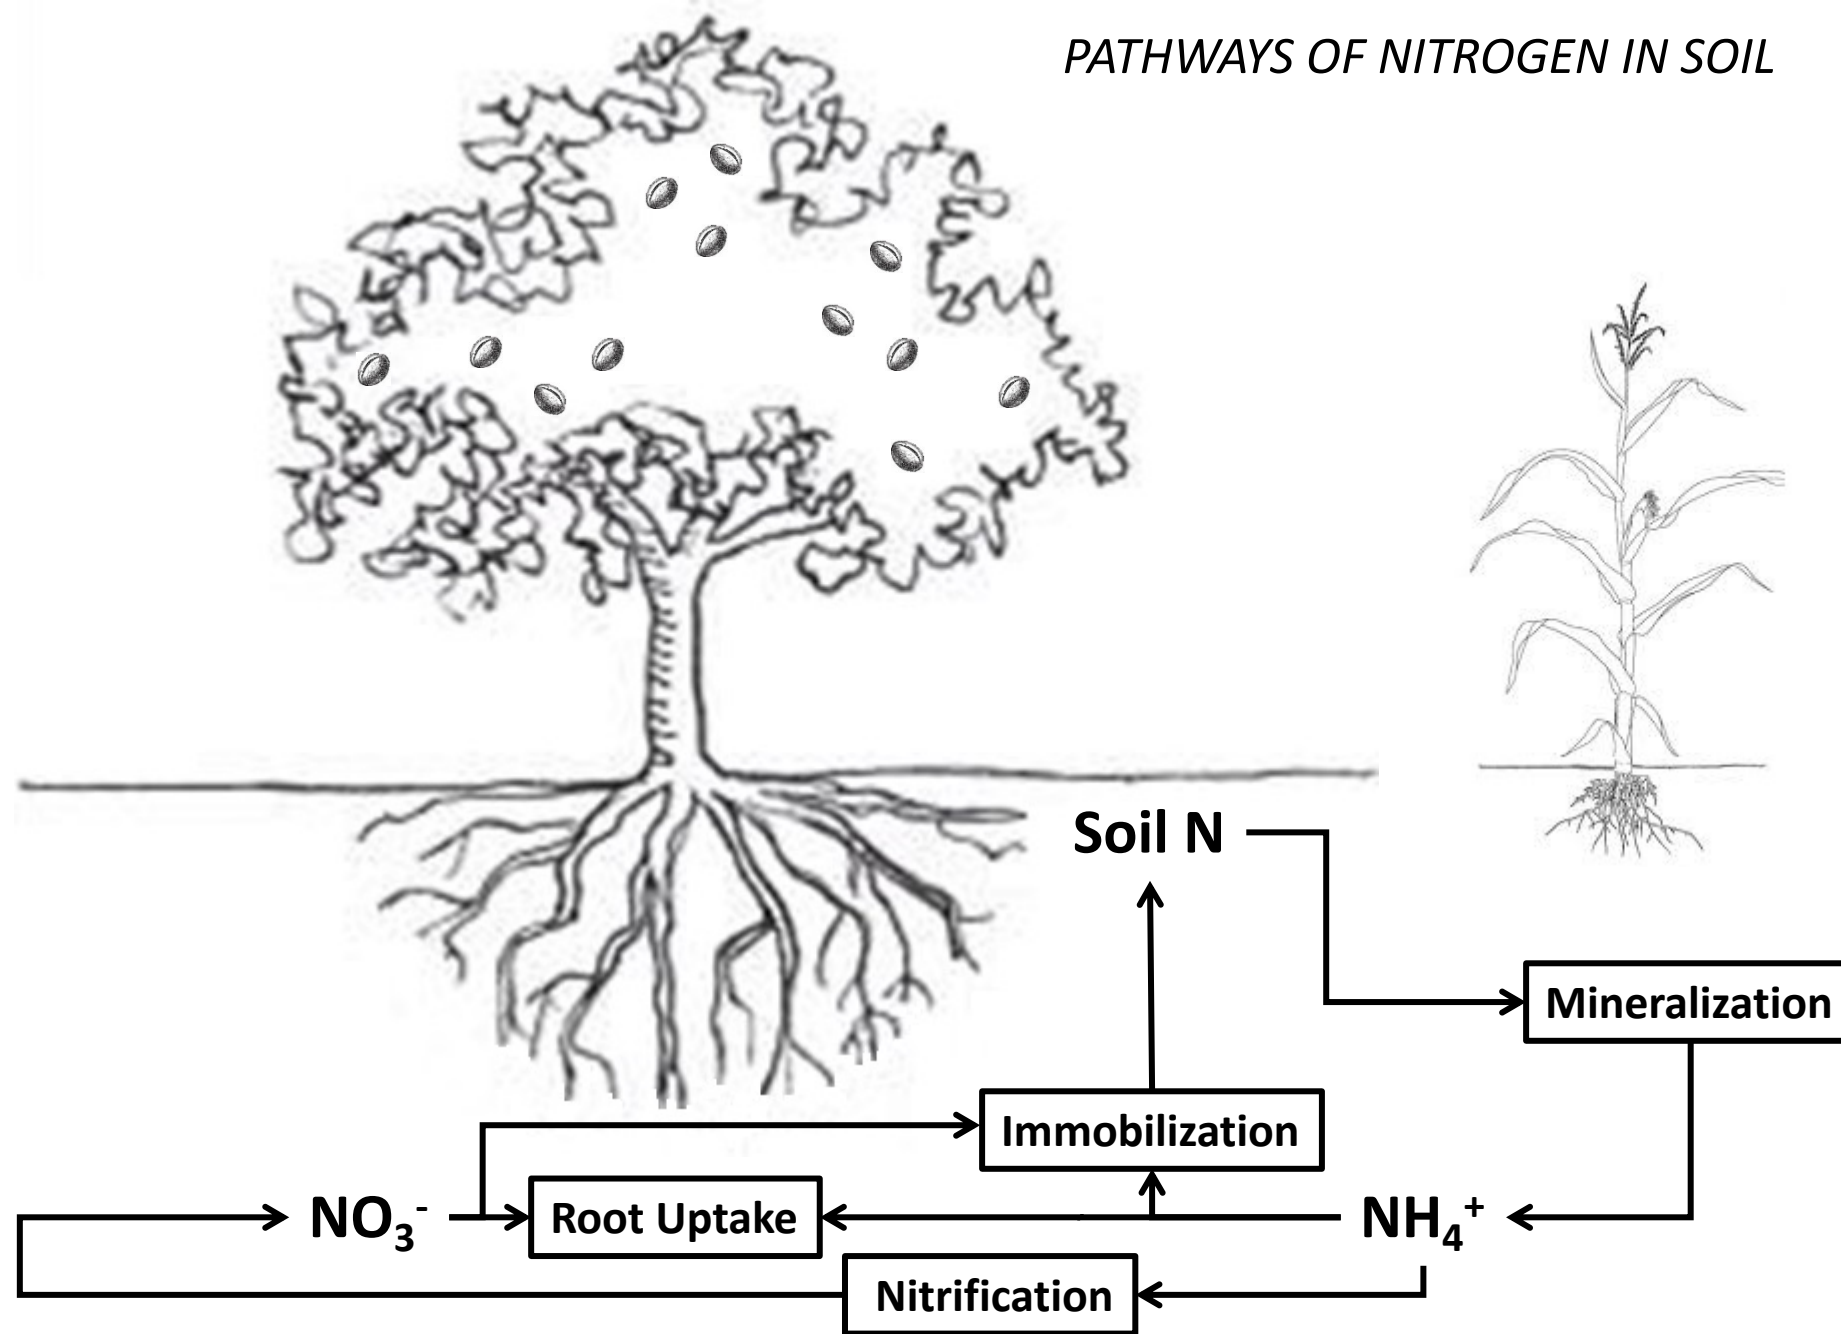 PATHWAYS OF NITROGEN IN SOIL
Soil N
Mineralization
Immobilization
NO₃⁻
Root Uptake
NH₄⁺
Nitrification